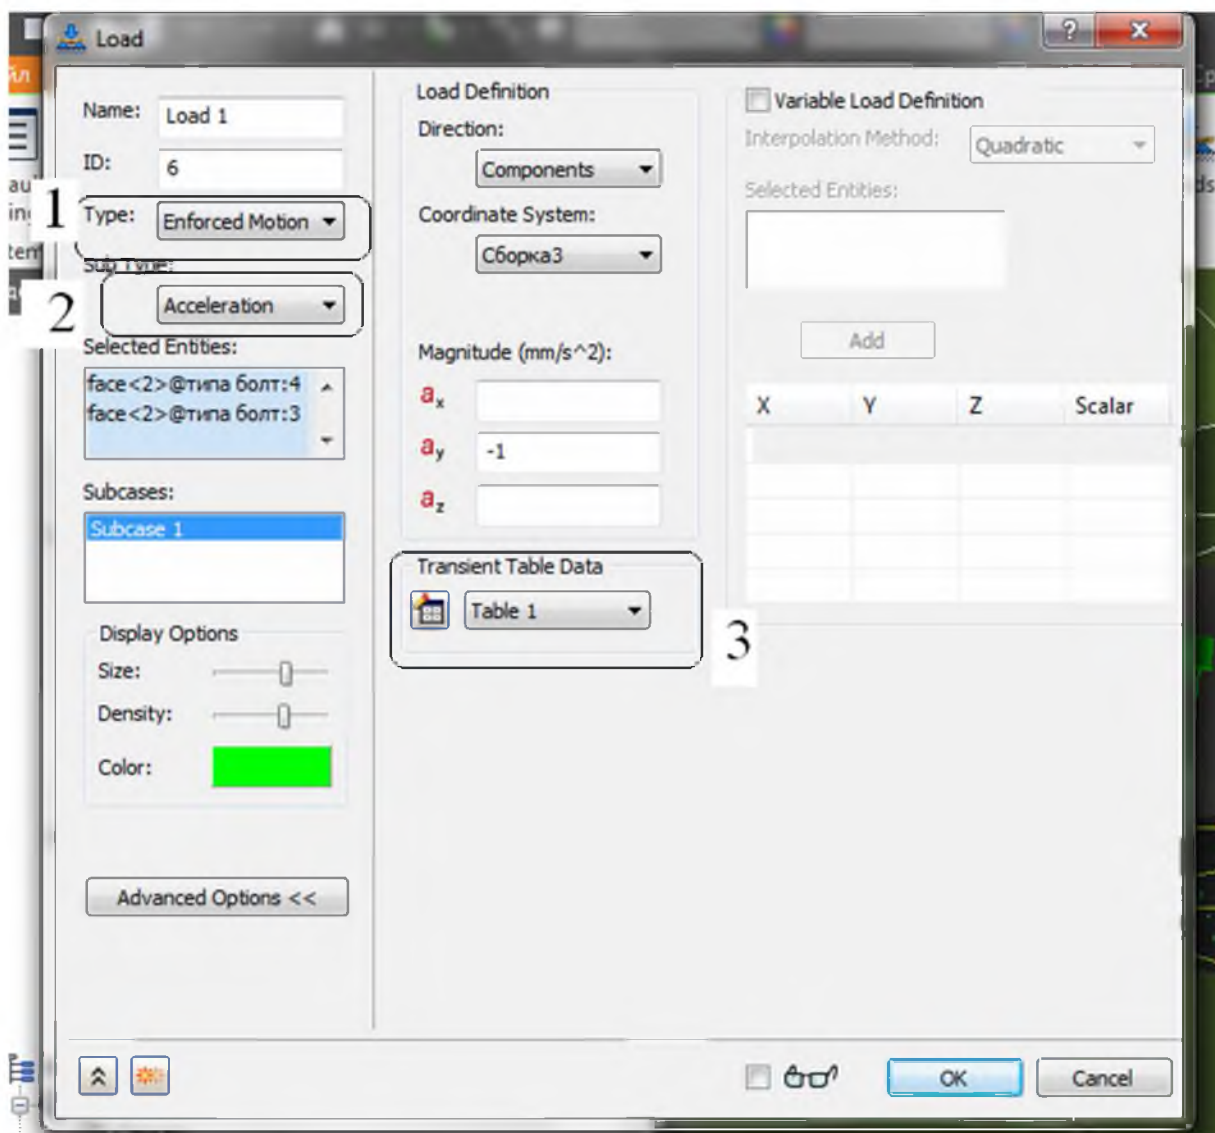 Load
Name:
Load 1
ID:
6
1
Type:
Enforced Motion
Sub Type:
2
Acceleration
Selected Entities:
face<2>@типа болт:4
face<2>@типа болт:3
Subcases:
Subcase 1
Display Options
Size:
Density:
Color:
Advanced Options <<
Load Definition
Direction:
Components
Coordinate System:
Сборка3
Magnitude (mm/s^2):
ax
ay
-1
az
Transient Table Data
Table 1
3
Variable Load Definition
Interpolation Method:
Quadratic
Selected Entities:
Add
X Y Z Scalar
OK
Cancel